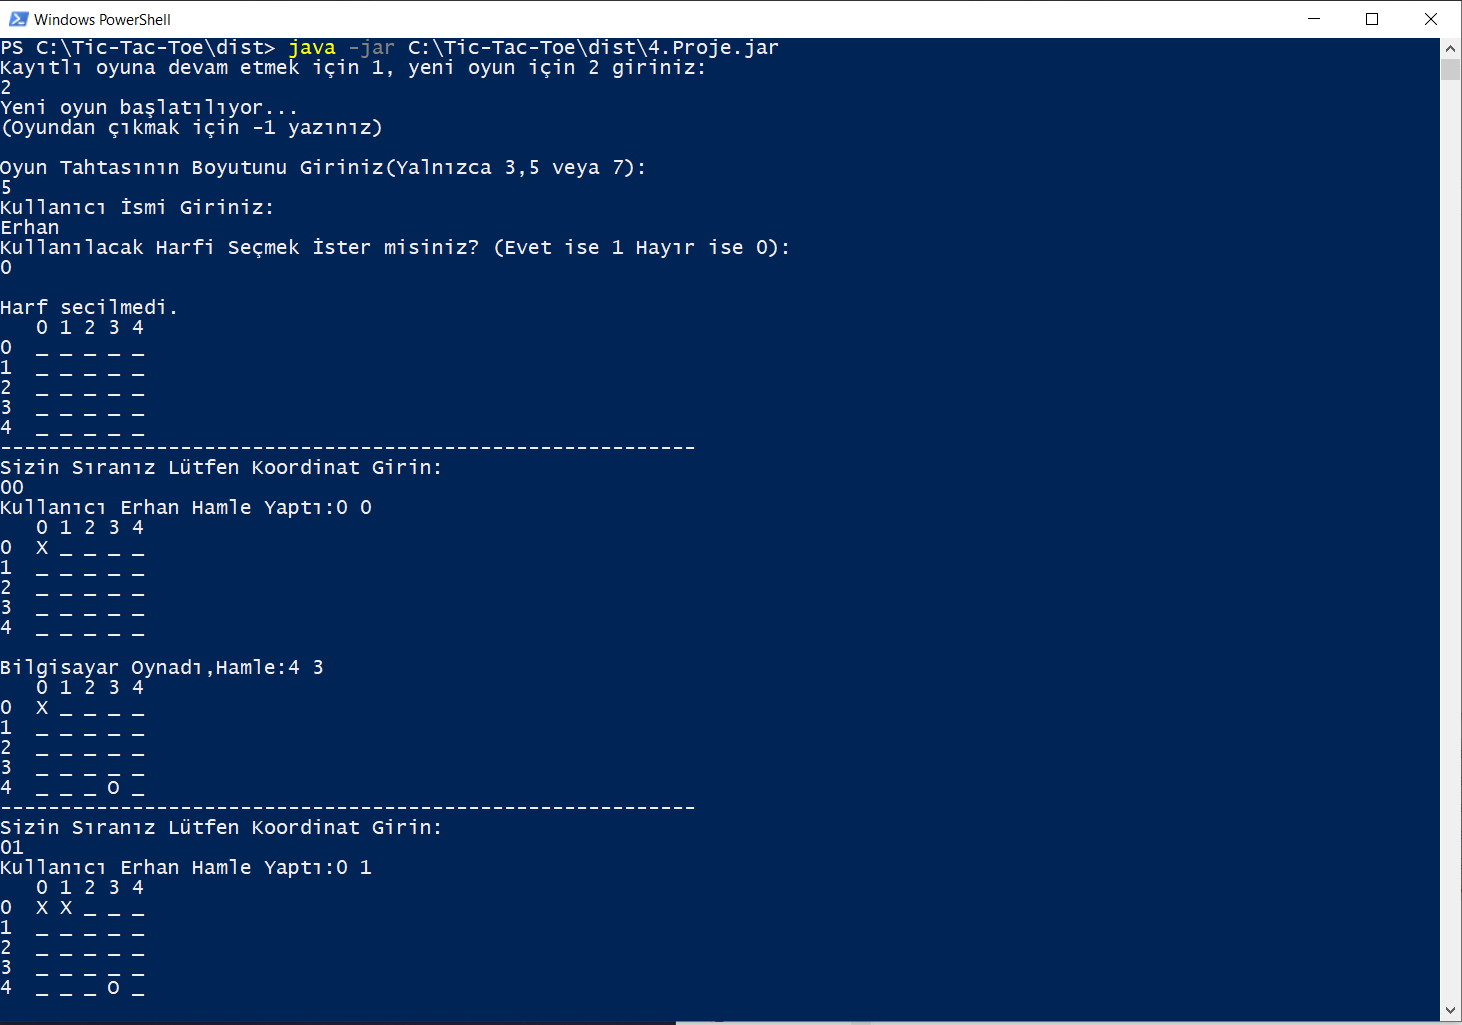 Windows PowerShell
PS C:\Tic-Tac-Toe\dist> java -jar C:\Tic-Tac-Toe\dist\4.Proje.jar
Kayıtlı oyuna devam etmek için 1, yeni oyun için 2 giriniz:
2
Yeni oyun başlatılıyor...
(Oyundan çıkmak için -1 yazınız)
Oyun Tahtasının Boyutunu Giriniz(Yalnızca 3,5 veya 7):
5
Kullanıcı İsmi Giriniz:
Erhan
Kullanılacak Harfi Seçmek İster misiniz? (Evet ise 1 Hayır ise 0):
0
Harf secilmedi.
   0 1 2 3 4
0  _ _ _ _ _
1  _ _ _ _ _
2  _ _ _ _ _
3  _ _ _ _ _
4  _ _ _ _ _
----------------------------------------------------------
Sizin Sıranız Lütfen Koordinat Girin:
00
Kullanıcı Erhan Hamle Yaptı:0 0
   0 1 2 3 4
0  X _ _ _ _
1  _ _ _ _ _
2  _ _ _ _ _
3  _ _ _ _ _
4  _ _ _ _ _
Bilgisayar Oynadı,Hamle:4 3
   0 1 2 3 4
0  X _ _ _ _
1  _ _ _ _ _
2  _ _ _ _ _
3  _ _ _ _ _
4  _ _ _ O _
----------------------------------------------------------
Sizin Sıranız Lütfen Koordinat Girin:
01
Kullanıcı Erhan Hamle Yaptı:0 1
   0 1 2 3 4
0  X X _ _ _
1  _ _ _ _ _
2  _ _ _ _ _
3  _ _ _ _ _
4  _ _ _ O _